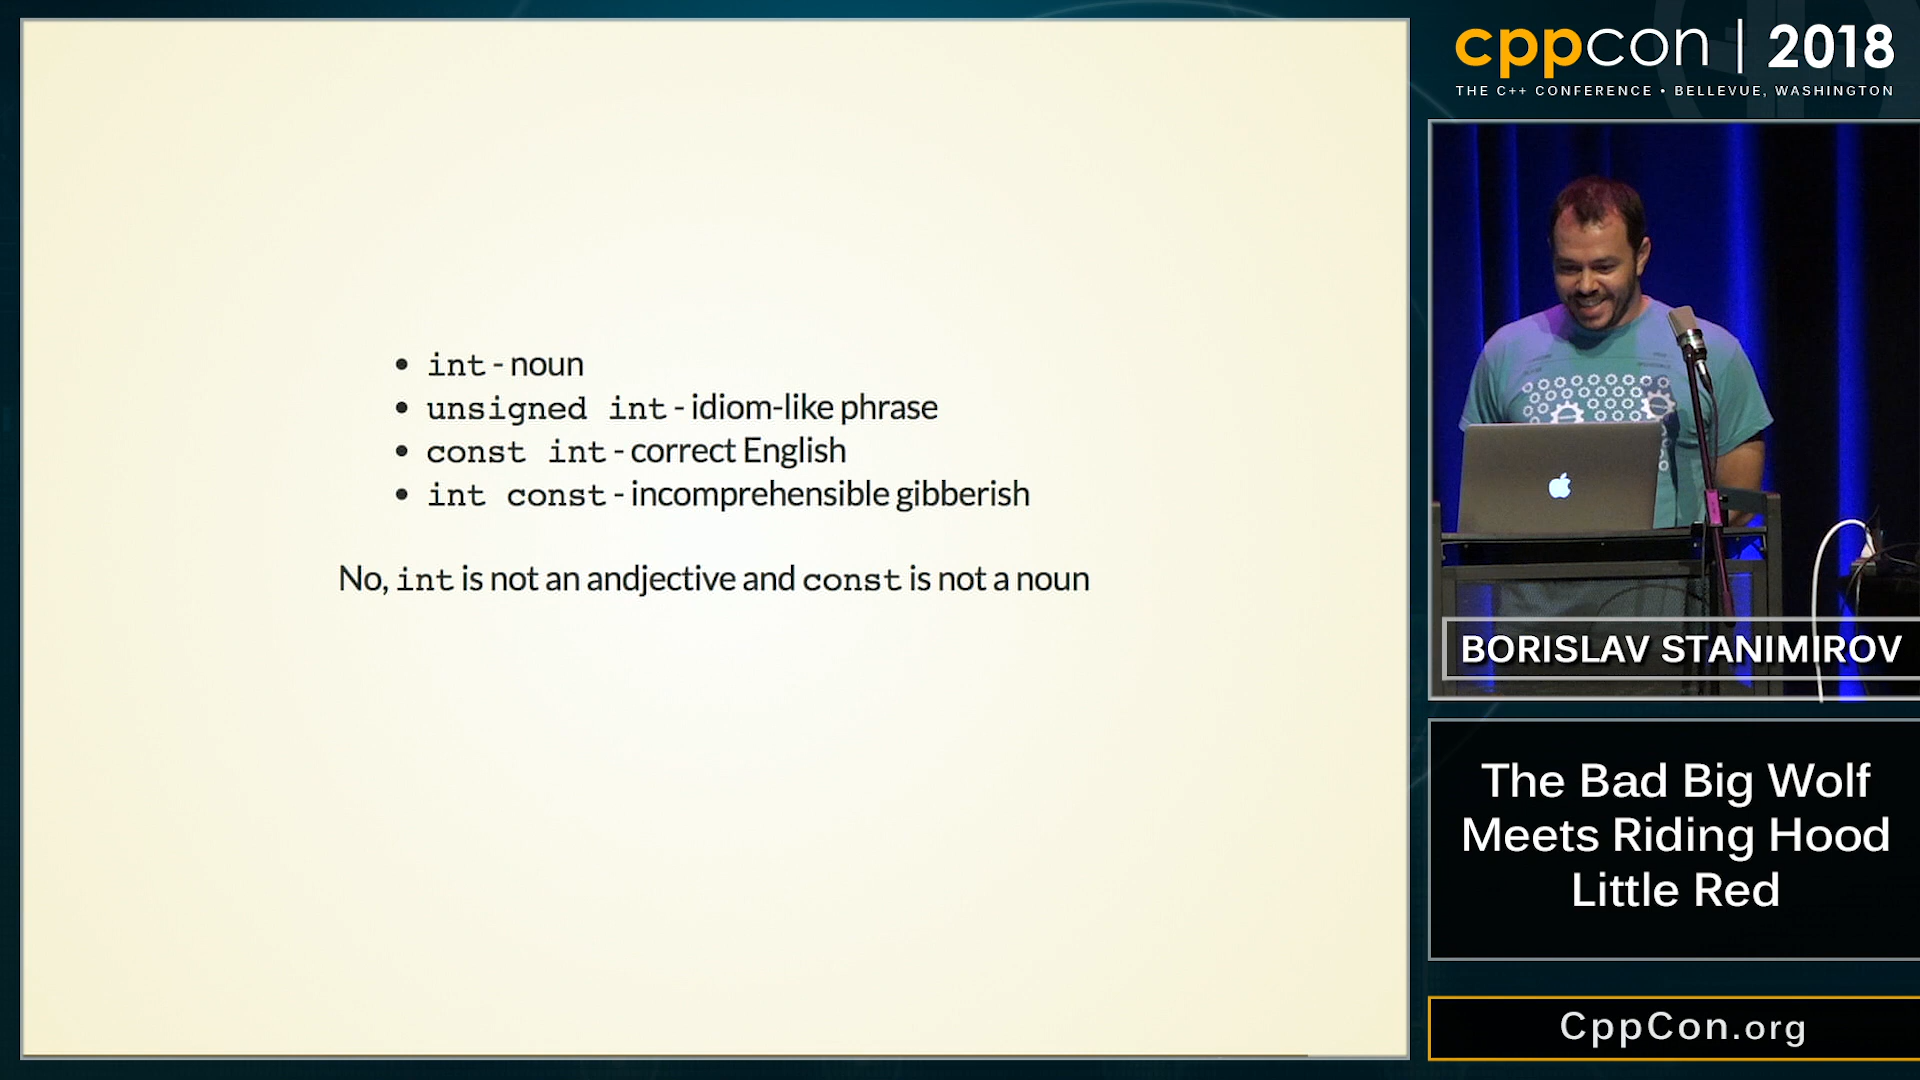 cppcon | 2018
THE C++ CONFERENCE • BELLEVUE, WASHINGTON
• int - noun
• unsigned int - idiom-like phrase
• const int - correct English
• int const - incomprehensible gibberish
No, int is not an andjective and const is not a noun
BORISLAV STANIMIROV
The Bad Big Wolf
Meets Riding Hood
Little Red
CppCon.org